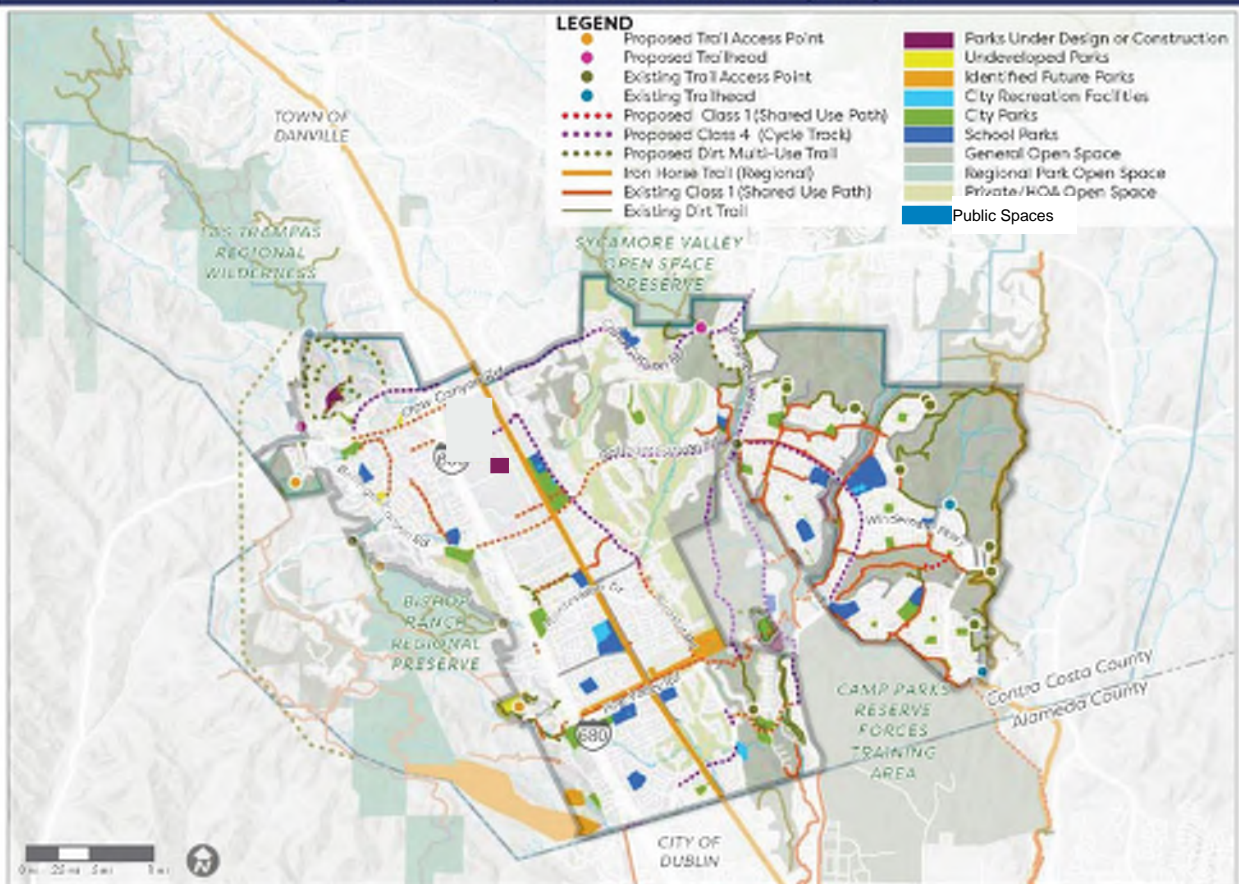 LEGEND
Proposed Trail Access Point
Proposed Trailhead
Existing Trail Access Point
Existing Trailhead
Proposed Class 1 (Shared Use Path)
Proposed Class 4 (Cycle Track)
Proposed Dirt Multi-Use Trail
Iron Horse Trail (Regional)
Existing Class 1 (Shared Use Path)
Existing Dirt Trail
Parks Under Design or Construction
Undeveloped Parks
Identified Future Parks
City Recreation Facilities
City Parks
School Parks
General Open Space
Regional Park Open Space
Private/HOA Open Space
Public Spaces
TOWN OF
DANVILLE
LAS TRAMPAS
REGIONAL
WILDERNESS
SYCAMORE VALLEY
OPEN SPACE
PRESERVE
Crow Canyon Rd
BISHOP
RANCH
REGIONAL
PRESERVE
680
CAMP PARKS
RESERVE
FORCES
TRAINING
AREA
Contra Costa County
Alameda County
CITY OF
DUBLIN
1 mi